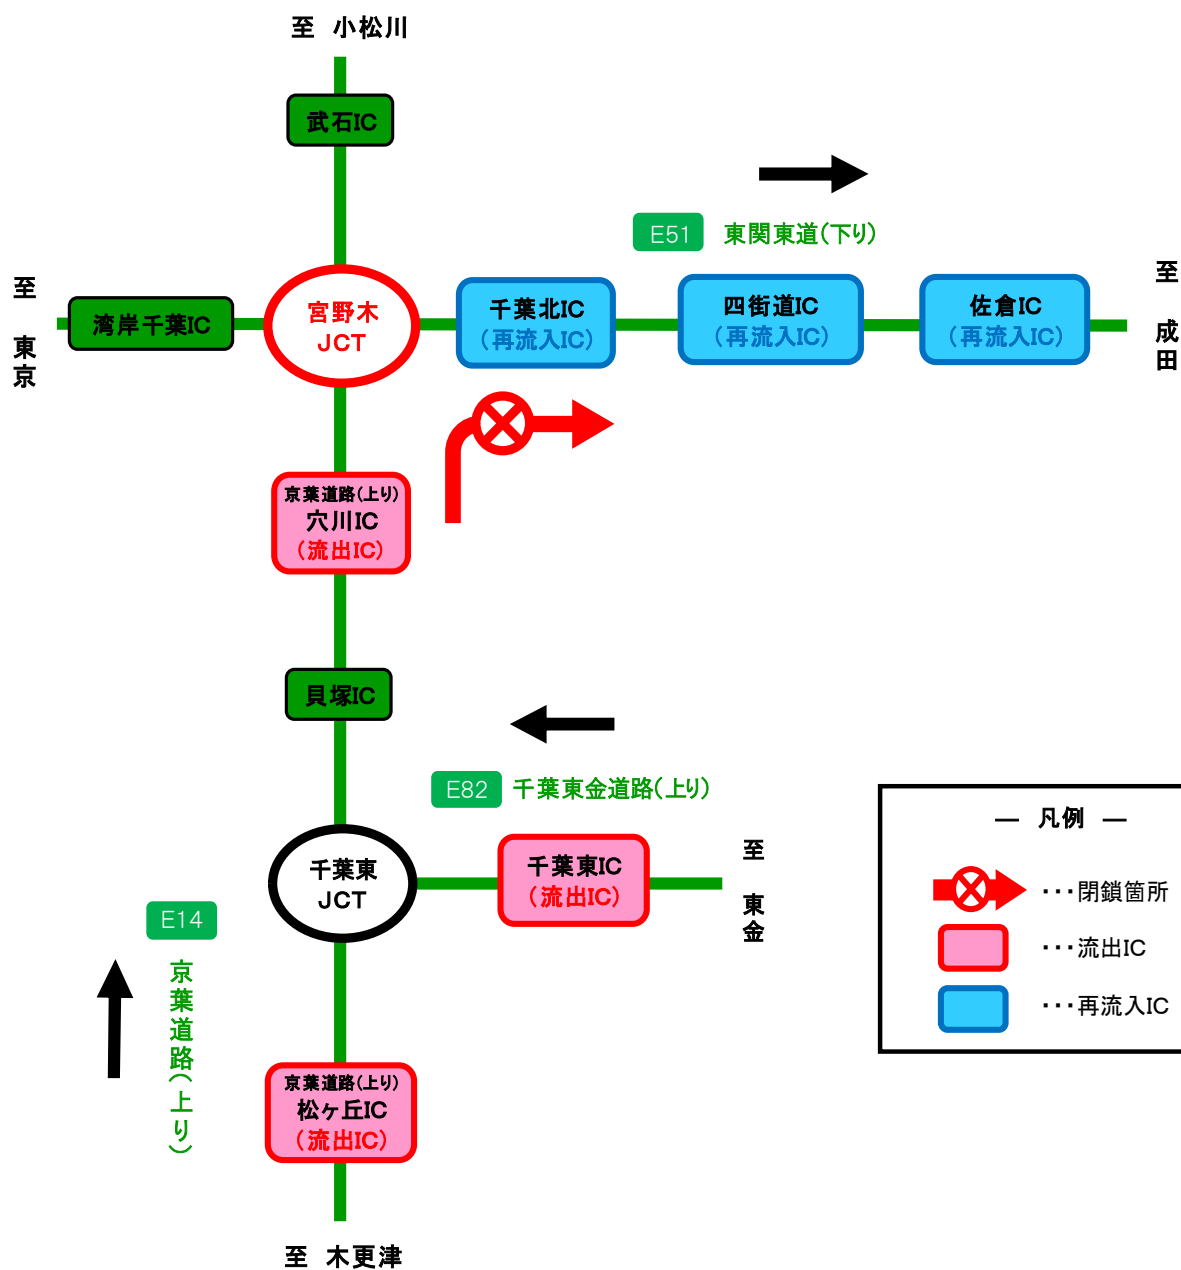 至 小松川
武石IC
E51 東関東道(下り)
至 東京
湾岸千葉IC
宮野木
JCT
千葉北IC
(再流入IC)
四街道IC
(再流入IC)
佐倉IC
(再流入IC)
至 成田
京葉道路(上り)
穴川IC
(流出IC)
貝塚IC
E82 千葉東金道路(上り)
千葉東
JCT
千葉東IC
(流出IC)
至 東金
E14
京葉道路(上り)
京葉道路(上り)
松ヶ丘IC
(流出IC)
至 木更津
― 凡例 ―
・・・閉鎖箇所
・・・流出IC
・・・再流入IC